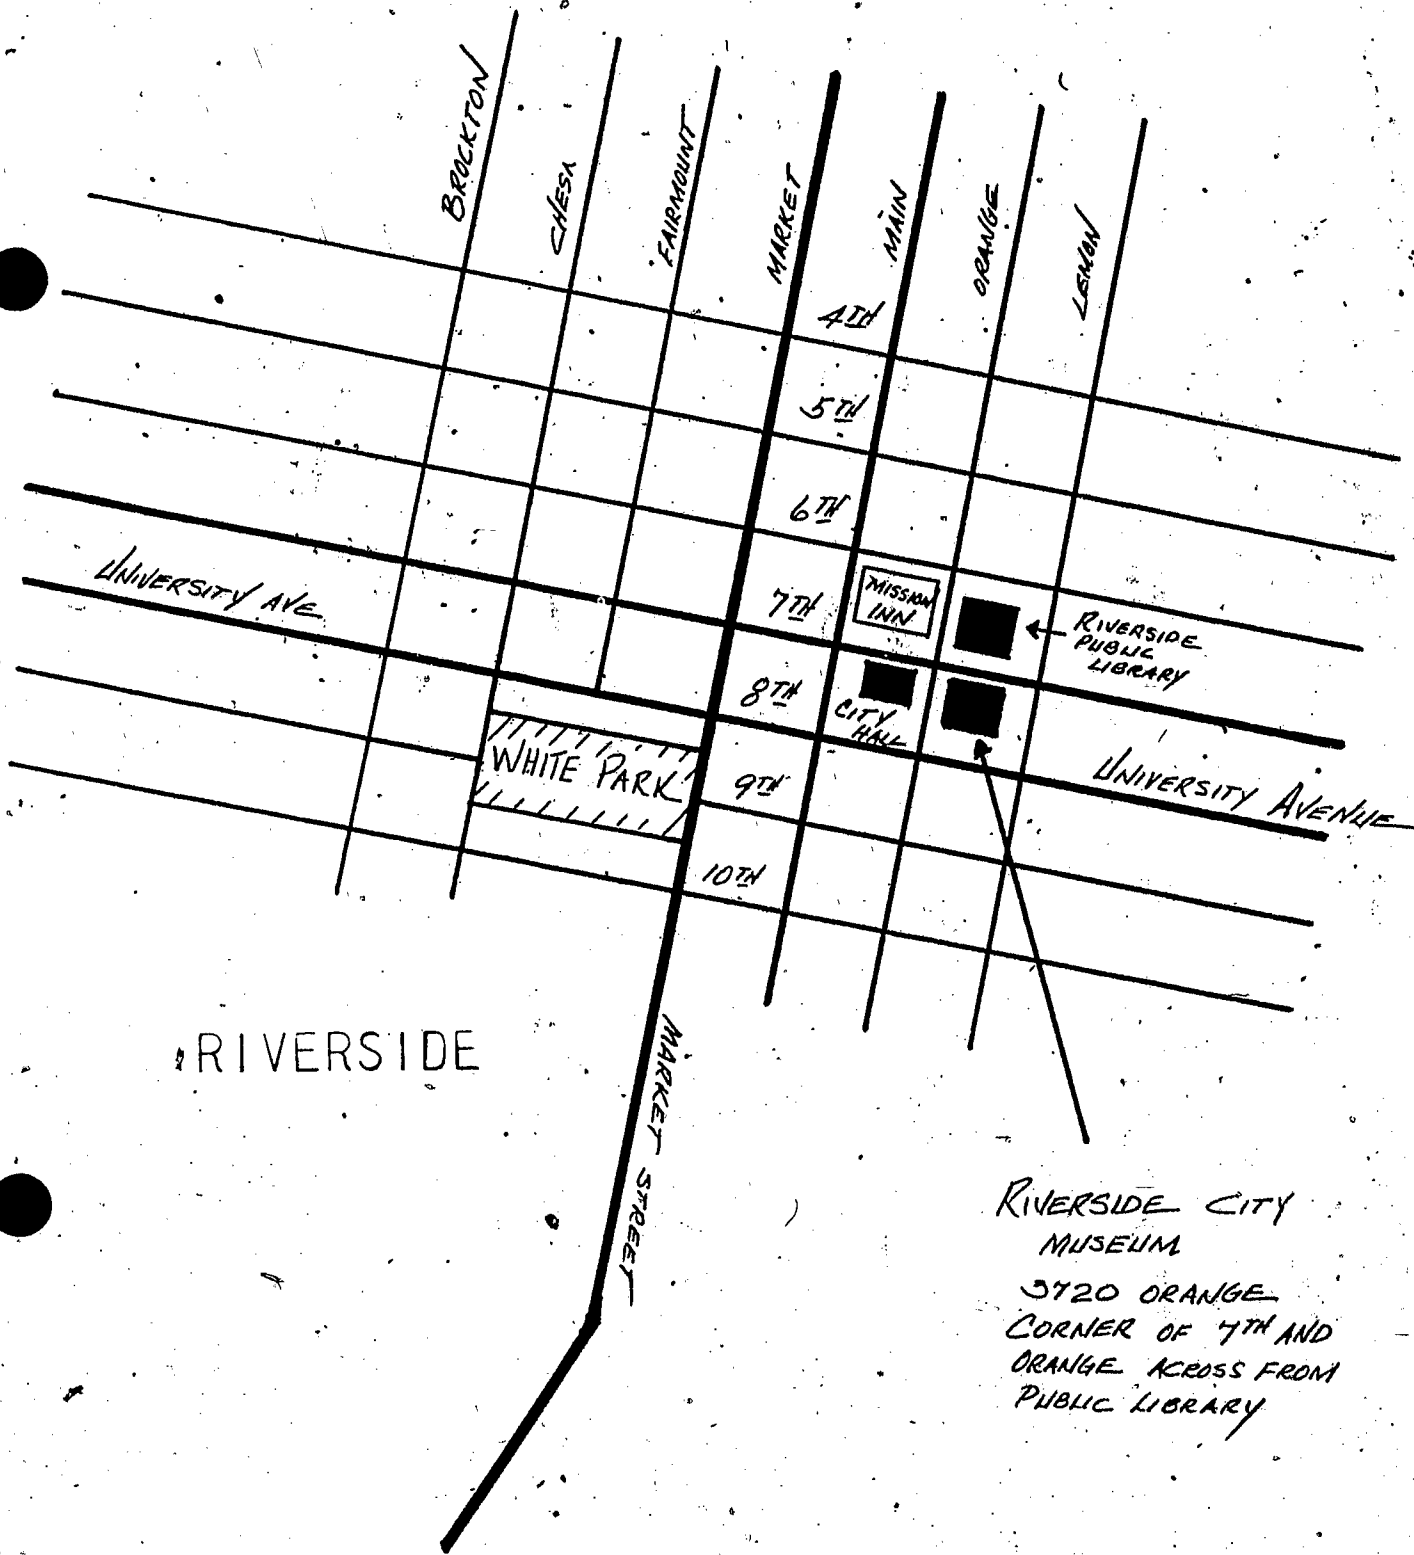 BROCKTON
CHESA
FAIRMOUNT
MARKET
MAIN
ORANGE
LEMON
4TH
5TH
6TH
7TH
MISSION
INN
RIVERSIDE
PUBLIC
LIBRARY
UNIVERSITY AVE
8TH
CITY
HALL
WHITE PARK
9TH
UNIVERSITY AVENUE
10TH
RIVERSIDE
MARKET STREET
RIVERSIDE CITY
MUSEUM
3720 ORANGE
CORNER OF 7TH AND
ORANGE ACROSS FROM
PUBLIC LIBRARY